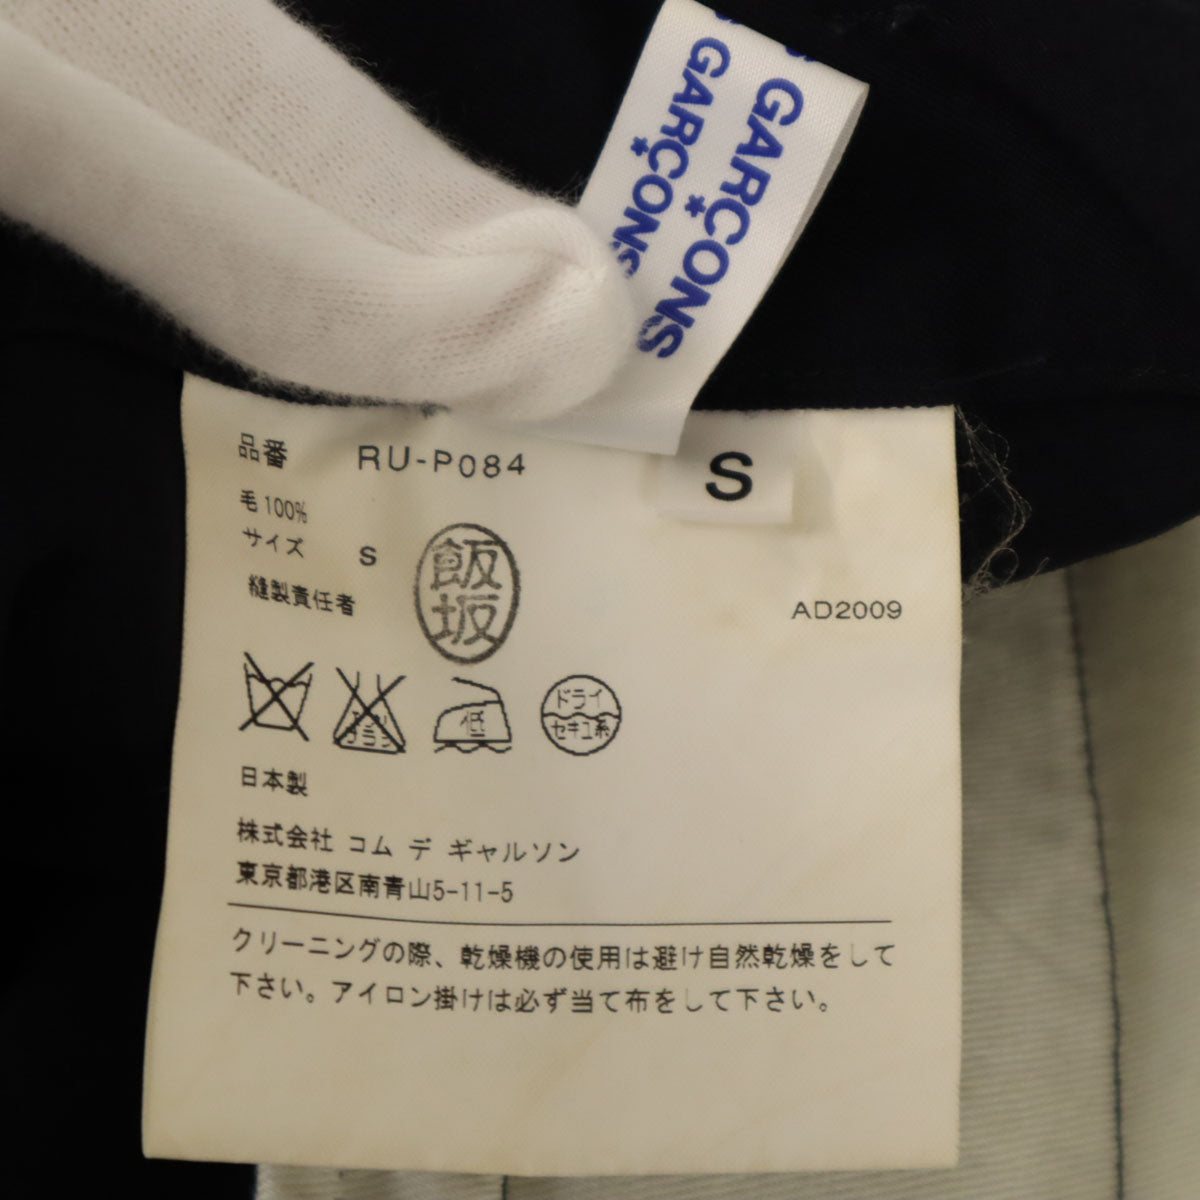 GARÇONS
GARÇONS
S
品番 RU-P084
毛100%
サイズ S
縫製責任者
飯坂
AD2009
低
ドライ
セキユ系
日本製
株式会社 コム デ ギャルソン
東京都港区南青山5-11-5
クリーニングの際、乾燥機の使用は避け自然乾燥をして
下さい。アイロン掛けは必ず当て布をして下さい。